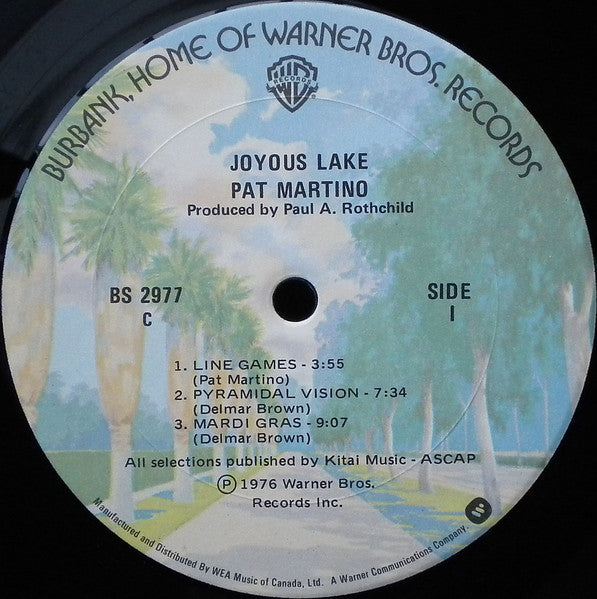 BURBANK, HOME OF WARNER BROS. RECORDS
RECORDS
JOYOUS LAKE
PAT MARTINO
Produced by Paul A. Rothchild
BS 2977
C
SIDE
I
1. LINE GAMES - 3:55
(Pat Martino)
2. PYRAMIDAL VISION - 7:34
(Delmar Brown)
3. MARDI GRAS - 9:07
(Delmar Brown)
All selections published by Kitai Music - ASCAP
Ⓟ 1976 Warner Bros.
Records Inc.
Manufactured and Distributed By WEA Music of Canada, Ltd. A Warner Communications Company.